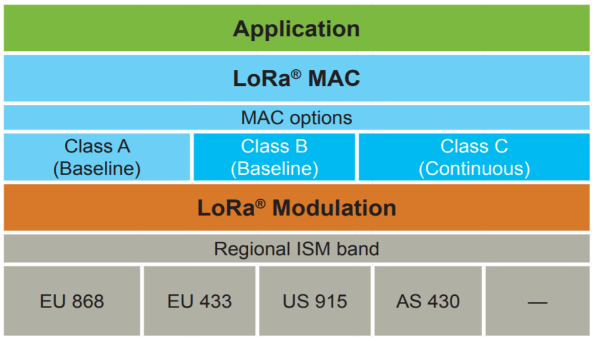 Application
LoRa® MAC
MAC options
Class A
(Baseline)
Class B
(Baseline)
Class C
(Continuous)
LoRa® Modulation
Regional ISM band
EU 868
EU 433
US 915
AS 430
—